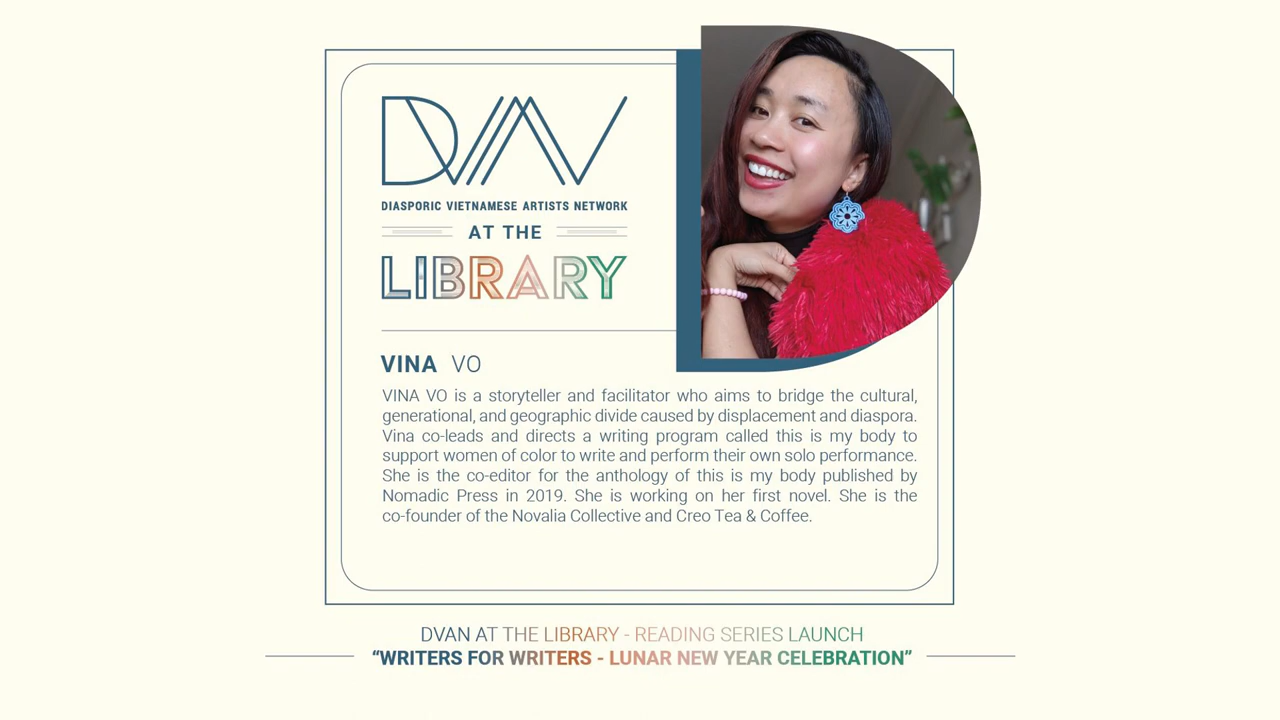 DVAN
DIASPORIC VIETNAMESE ARTISTS NETWORK
AT THE
LIBRARY
VINA VO
VINA VO is a storyteller and facilitator who aims to bridge the cultural,
generational, and geographic divide caused by displacement and diaspora.
Vina co-leads and directs a writing program called this is my body to
support women of color to write and perform their own solo performance.
She is the co-editor for the anthology of this is my body published by
Nomadic Press in 2019. She is working on her first novel. She is the
co-founder of the Novalia Collective and Creo Tea & Coffee.
DVAN AT THE LIBRARY - READING SERIES LAUNCH
“WRITERS FOR WRITERS - LUNAR NEW YEAR CELEBRATION”